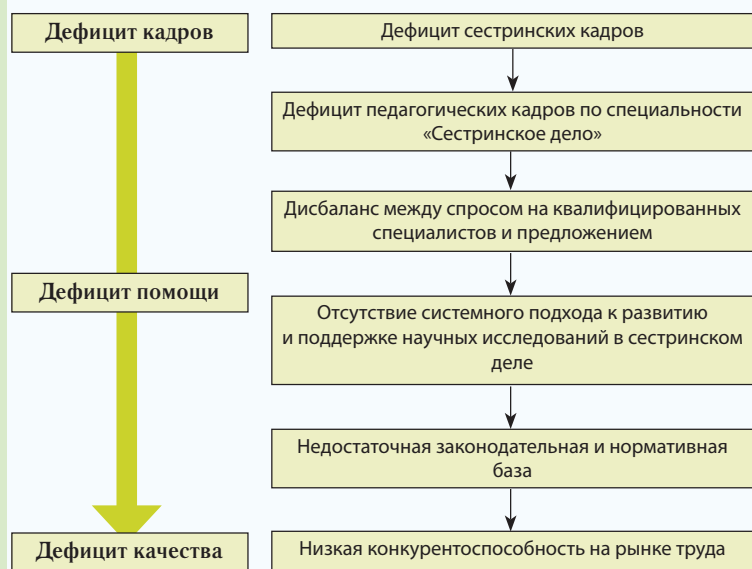 Дефицит кадров
Дефицит помощи
Дефицит качества
Дефицит сестринских кадров
Дефицит педагогических кадров по специальности
«Сестринское дело»
Дисбаланс между спросом на квалифицированных
специалистов и предложением
Отсутствие системного подхода к развитию
и поддержке научных исследований в сестринском
деле
Недостаточная законодательная и нормативная
база
Низкая конкурентоспособность на рынке труда